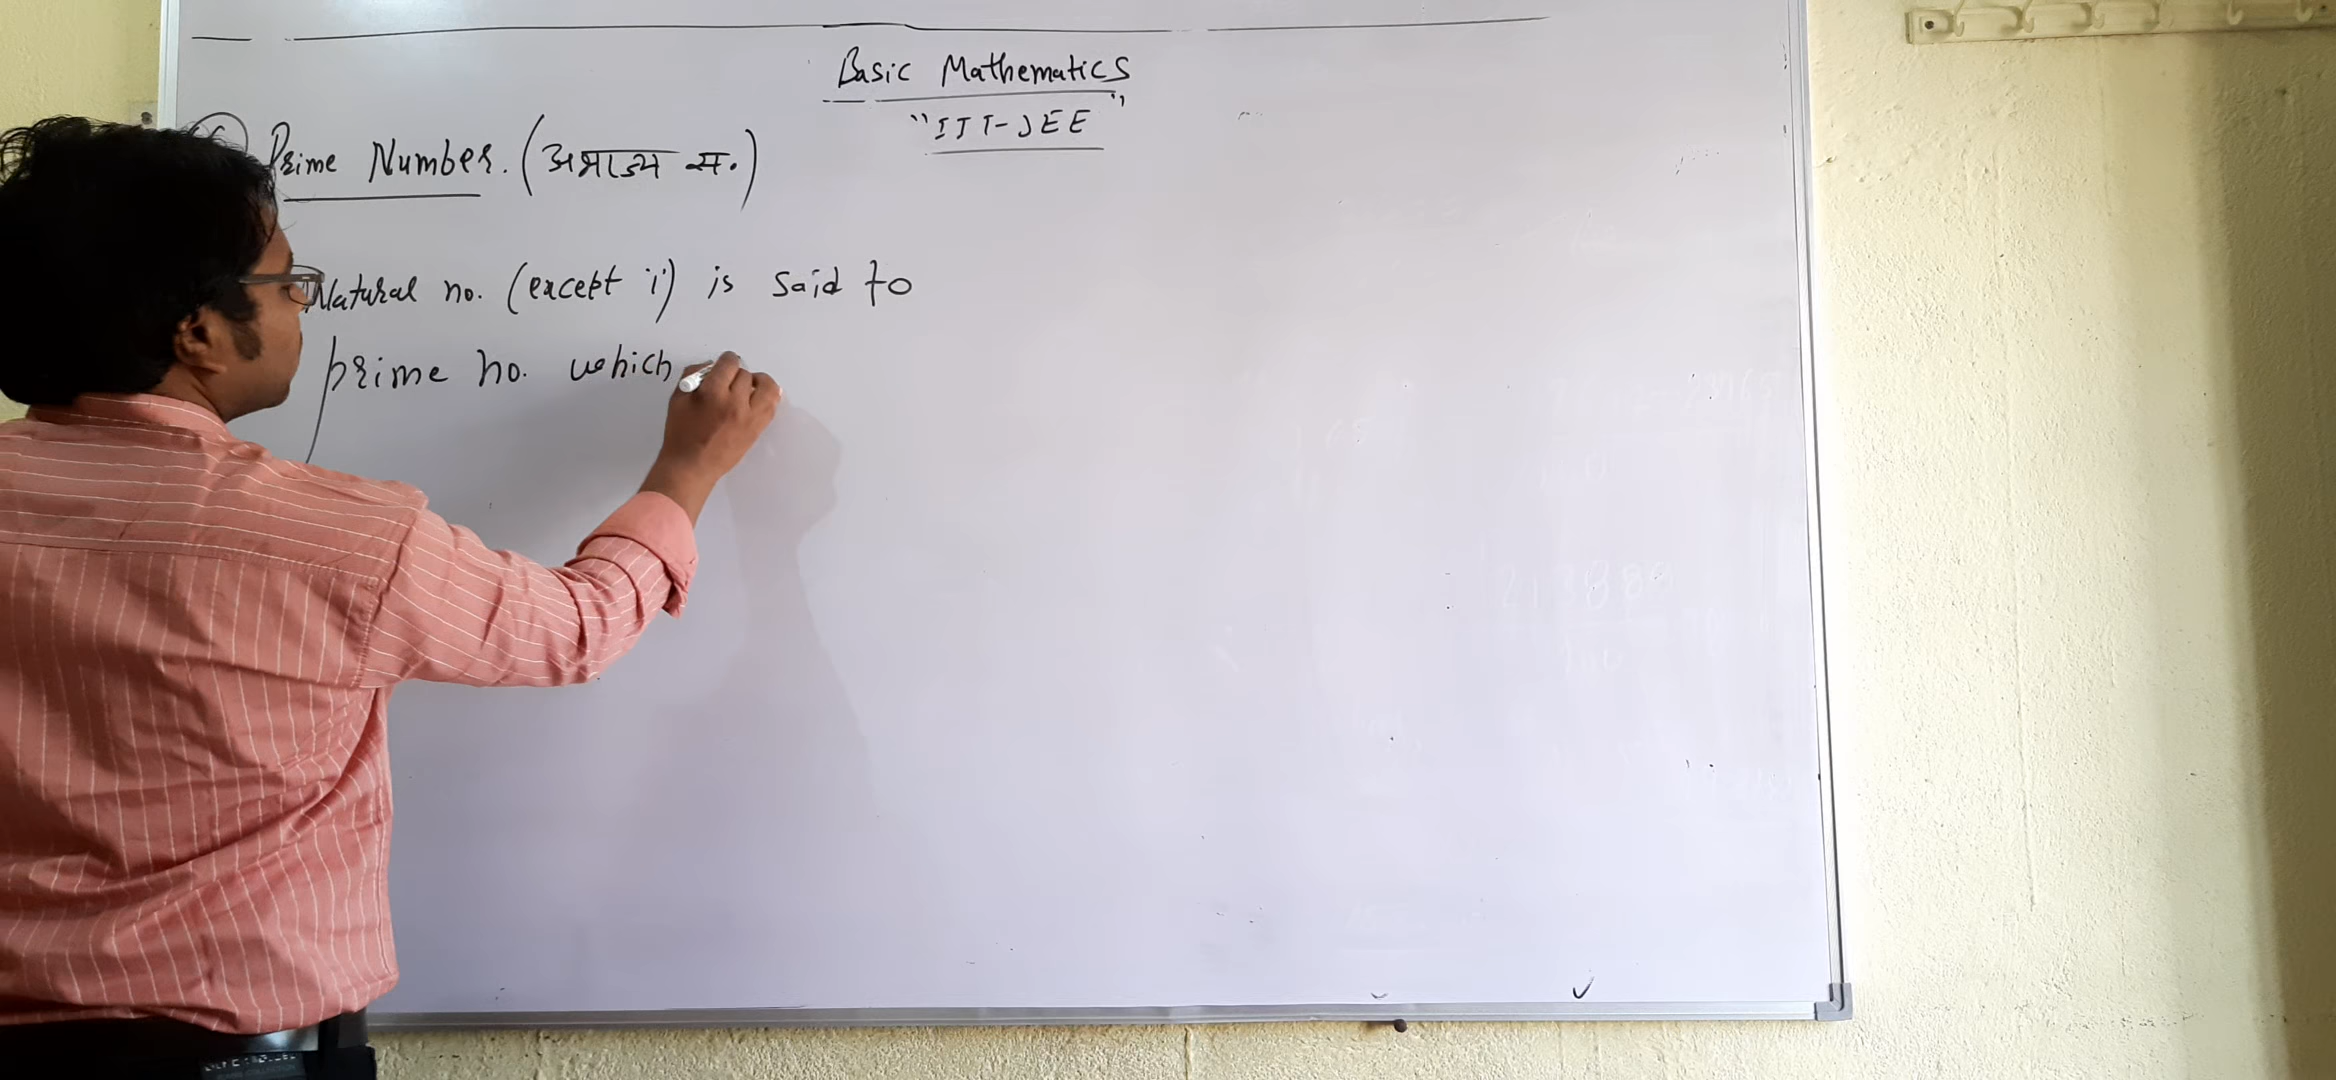 Basic Mathematics
"IIT-JEE"
Prime Number. (अभाज्य सं.)
Natural no. (except '1') is said to
prime no. which